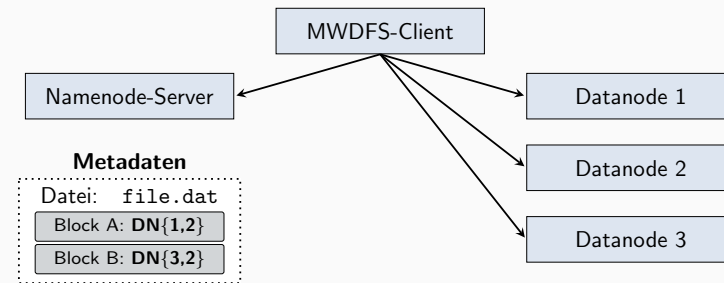 MWDFS-Client
Namenode-Server
Datanode 1
Datanode 2
Datanode 3
Metadaten
Datei: file.dat
Block A: DN{1,2}
Block B: DN{3,2}